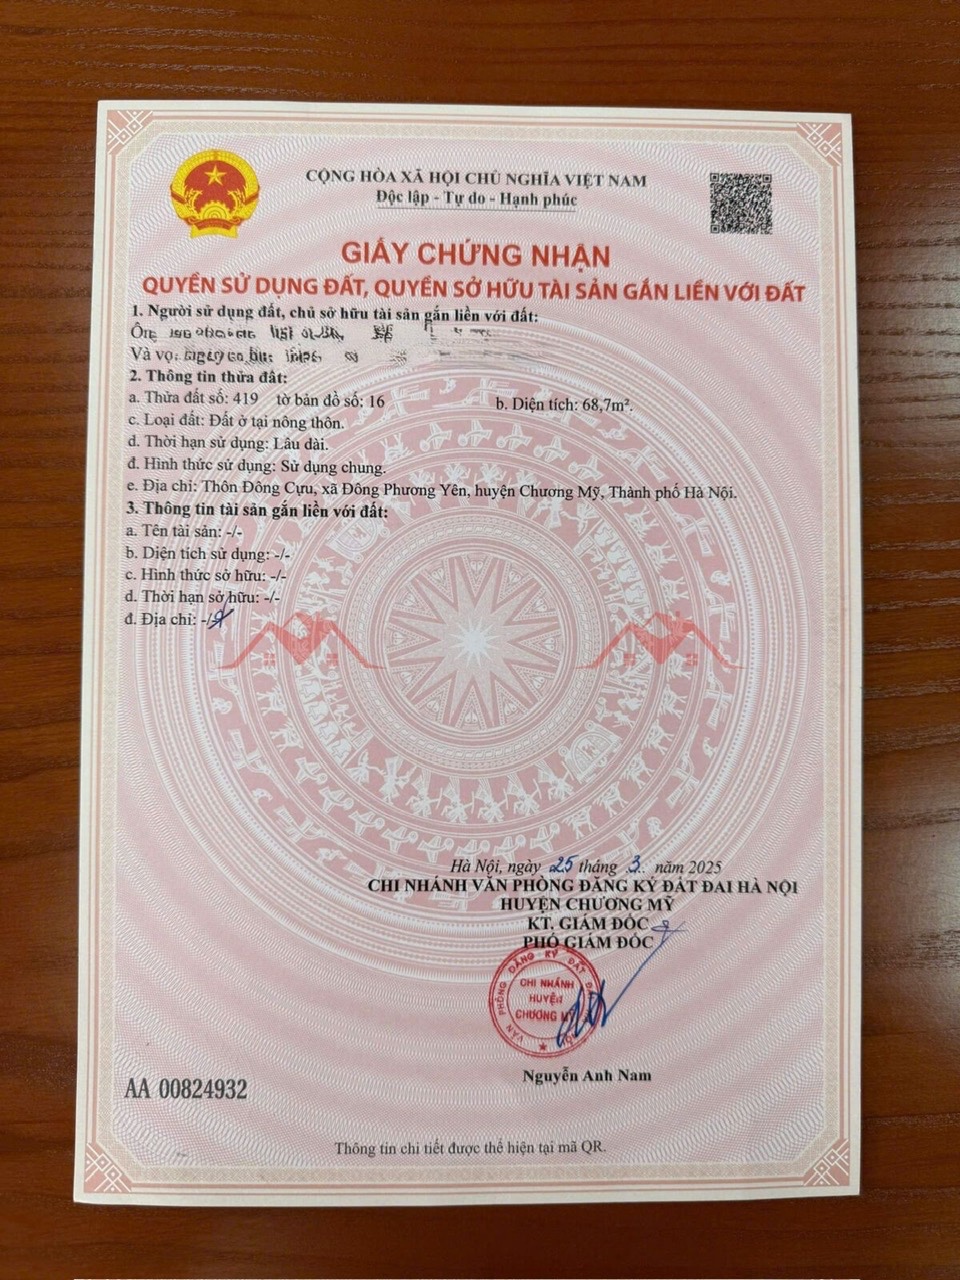 CỘNG HÒA XÃ HỘI CHỦ NGHĨA VIỆT NAM
Độc lập - Tự do - Hạnh phúc
GIẤY CHỨNG NHẬN
QUYỀN SỬ DỤNG ĐẤT, QUYỀN SỞ HỮU TÀI SẢN GẮN LIỀN VỚI ĐẤT
1. Người sử dụng đất, chủ sở hữu tài sản gắn liền với đất:
Ông
Và vợ:
2. Thông tin thửa đất:
a. Thửa đất số: 419 tờ bản đồ số: 16 b. Diện tích: 68,7m².
c. Loại đất: Đất ở tại nông thôn.
d. Thời hạn sử dụng: Lâu dài.
đ. Hình thức sử dụng: Sử dụng chung.
e. Địa chỉ: Thôn Đông Cựu, xã Đông Phương Yên, huyện Chương Mỹ, Thành phố Hà Nội.
3. Thông tin tài sản gắn liền với đất:
a. Tên tài sản: -/-
b. Diện tích sử dụng: -/-
c. Hình thức sở hữu: -/-
d. Thời hạn sở hữu: -/-
đ. Địa chỉ: -/-
Hà Nội, ngày 25 tháng 3 năm 2025
CHI NHÁNH VĂN PHÒNG ĐĂNG KÝ ĐẤT ĐAI HÀ NỘI
HUYỆN CHƯƠNG MỸ
KT. GIÁM ĐỐC
PHÓ GIÁM ĐỐC
VĂN PHÒNG ĐĂNG KÝ ĐẤT
CHI NHÁNH
HUYỆN
CHƯƠNG MỸ
Nguyễn Anh Nam
AA 00824932
Thông tin chi tiết được thể hiện tại mã QR.